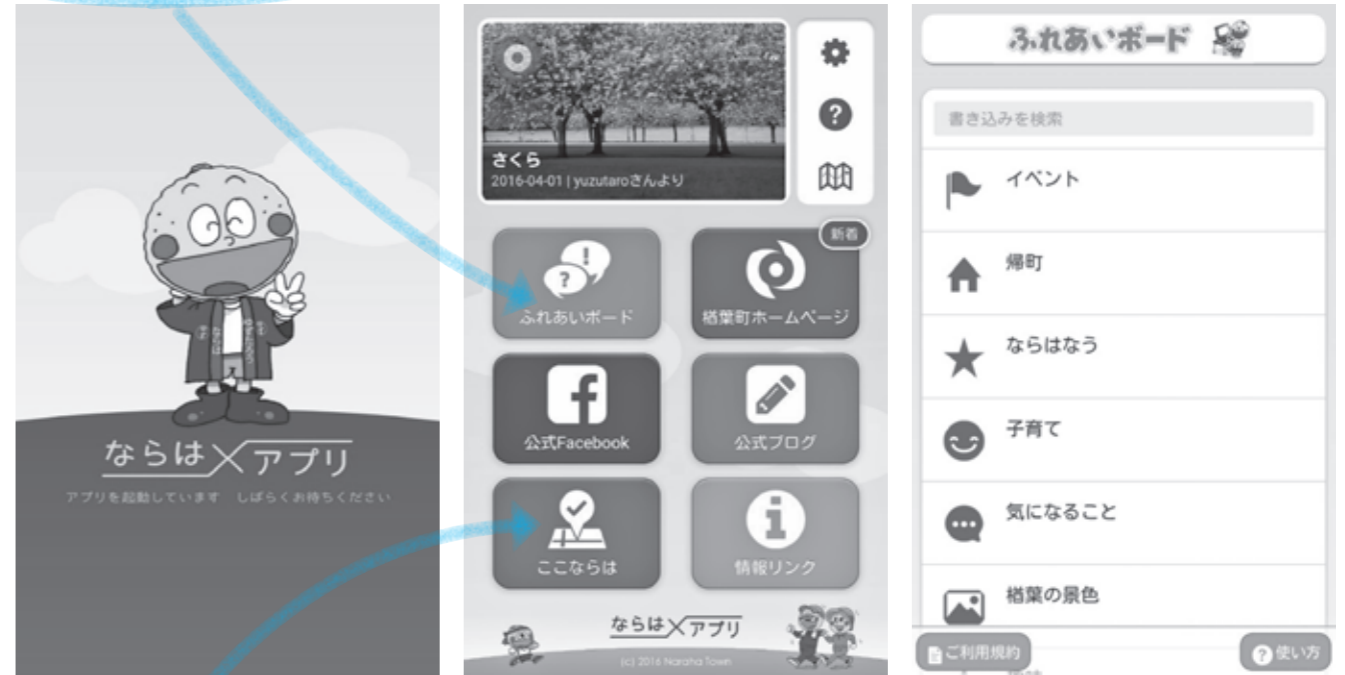 ならは×アプリ
アプリを起動しています しばらくお待ちください
さくら
2016-04-01 | yuzutaroさんより
新着
ふれあいボード
楢葉町ホームページ
公式Facebook
公式ブログ
ここならは
情報リンク
ならは×アプリ
(c) 2016 Naraha Town
ふれあいボード
書き込みを検索
イベント
帰町
ならはなう
子育て
気になること
楢葉の景色
ご利用規約
使い方